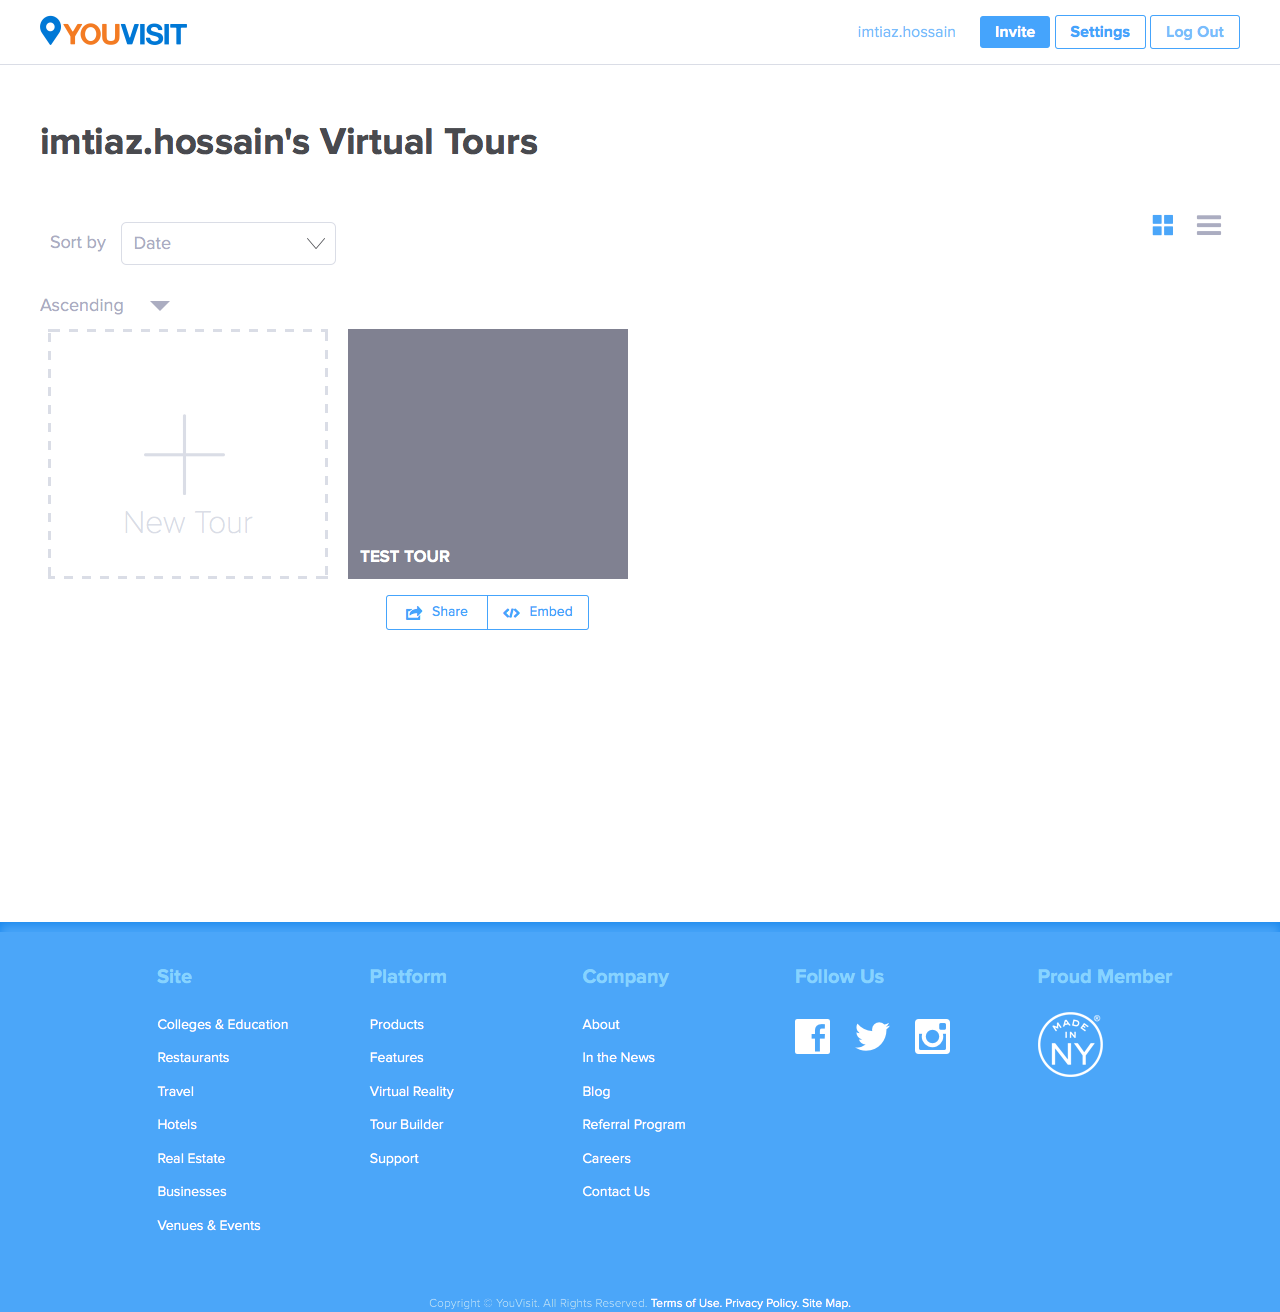 YOUVISIT
imtiaz.hossain Invite Settings Log Out
imtiaz.hossain's Virtual Tours
Sort by Date
Ascending
New Tour
TEST TOUR
Share Embed
Site
Colleges & Education
Restaurants
Travel
Hotels
Real Estate
Businesses
Venues & Events
Platform
Products
Features
Virtual Reality
Tour Builder
Support
Company
About
In the News
Blog
Referral Program
Careers
Contact Us
Follow Us
Proud Member
MADE
IN
NY
®
Copyright © YouVisit. All Rights Reserved. Terms of Use. Privacy Policy. Site Map.